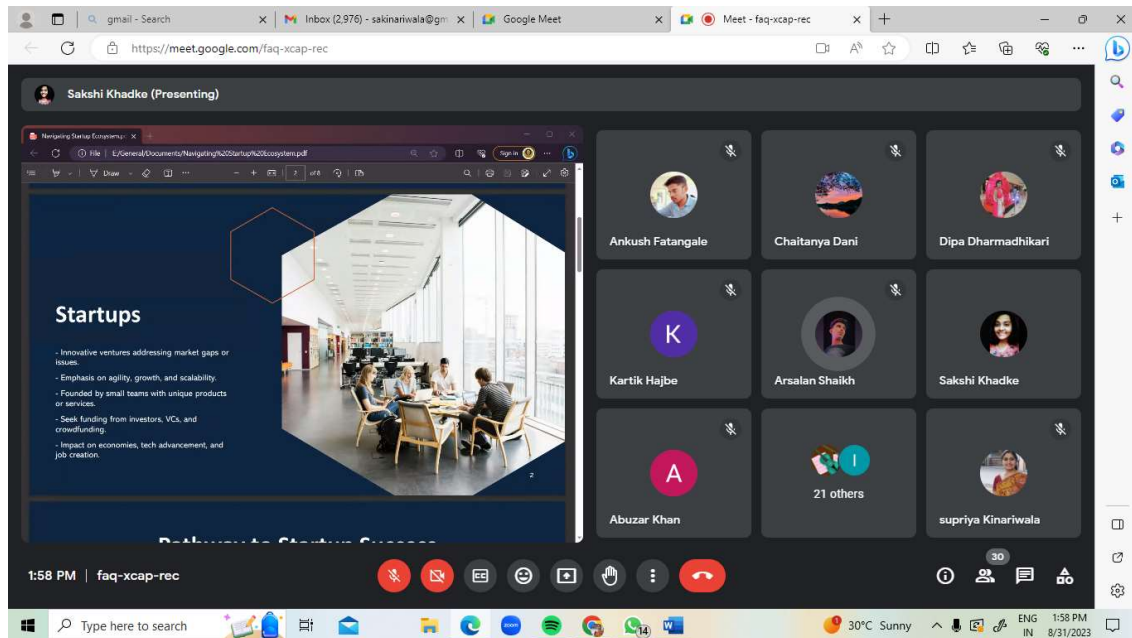 gmail - Search
Inbox (2,976) - sakinariwala@gm
Google Meet
Meet - faq-xcap-rec
https://meet.google.com/faq-xcap-rec
Sakshi Khadke (Presenting)
Navigating Startup Ecosystem.p
File | E:/General/Documents/Navigating%20Startup%20Ecosystem.pdf
Sign in
Draw
2 of 8
Startups
- Innovative ventures addressing market gaps or
issues.
- Emphasis on agility, growth, and scalability.
- Founded by small teams with unique products
or services.
- Seek funding from investors, VCs, and
crowdfunding.
- Impact on economies, tech advancement, and
job creation.
2
Ankush Fatangale
Chaitanya Dani
Dipa Dharmadhikari
K
Kartik Hajbe
Arsalan Shaikh
Sakshi Khadke
A
Abuzar Khan
I
21 others
supriya Kinariwala
Pathway to Startup Success
1:58 PM | faq-xcap-rec
30
Type here to search
zoom
14
30°C Sunny
ENG
IN
1:58 PM
8/31/2023